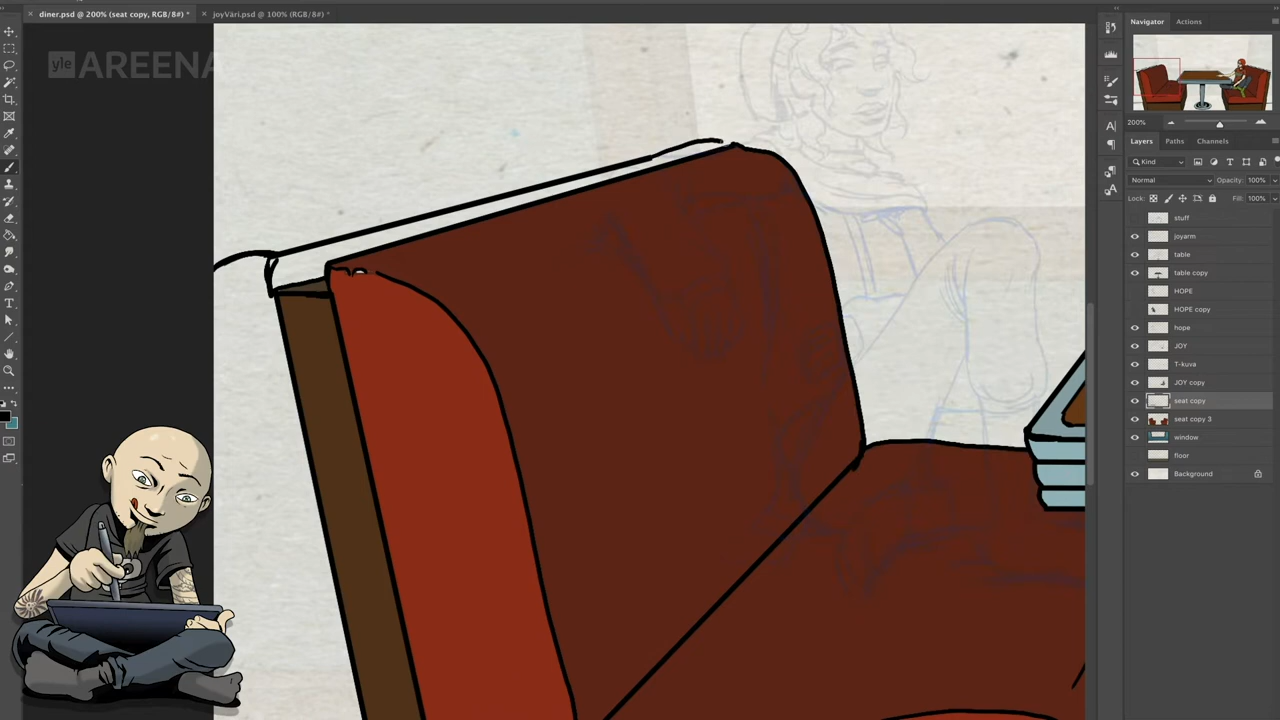 diner.psd @ 200% (seat copy, RGB/8#) *
joyVäri.psd @ 100% (RGB/8#) *
yle AREENA
Navigator
Actions
200%
Layers
Paths
Channels
Kind
Normal
Opacity: 100%
Lock:
Fill: 100%
stuff
joyarm
table
table copy
HOPE
HOPE copy
hope
JOY
T-kuva
JOY copy
seat copy
seat copy 3
window
floor
Background